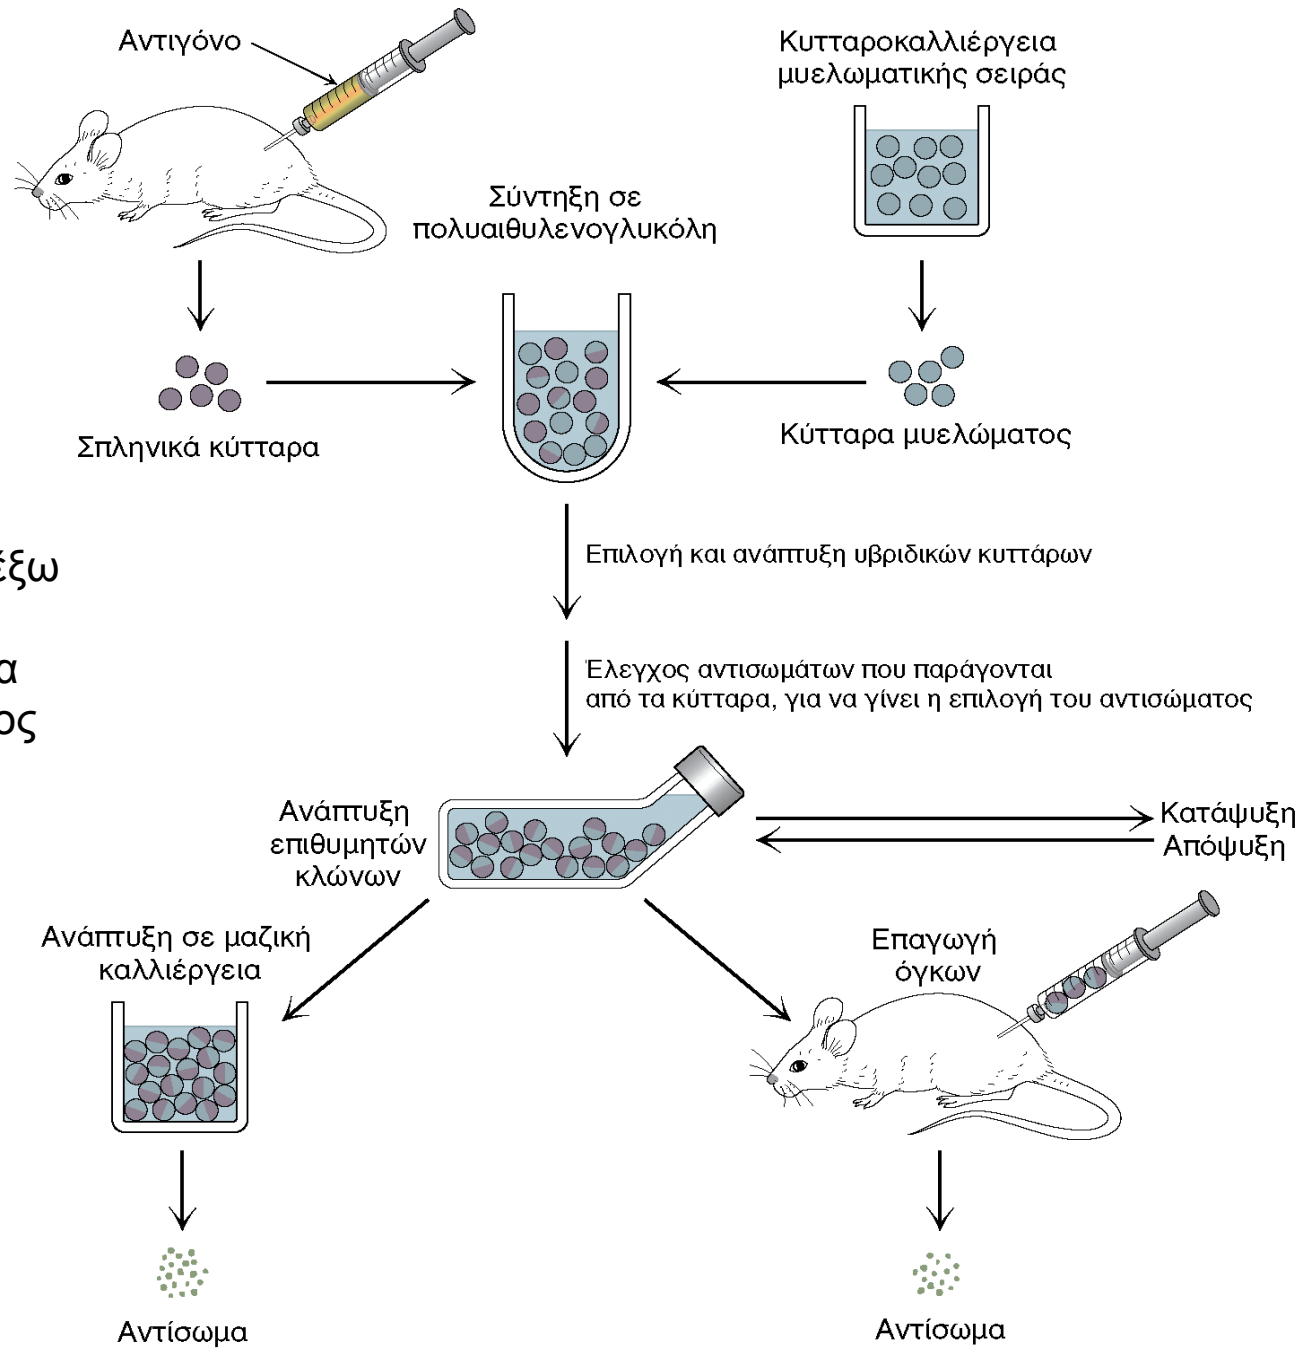 Αντιγόνο
Κυτταροκαλλιέργεια
μυελωματικής σειράς
Σύντηξη σε
πολυαιθυλενογλυκόλη
Σπληνικά κύτταρα
Κύτταρα μυελώματος
Επιλογή και ανάπτυξη υβριδικών κυττάρων
έξω
α
ος
Έλεγχος αντισωμάτων που παράγονται
από τα κύτταρα, για να γίνει η επιλογή του αντισώματος
Ανάπτυξη
επιθυμητών
κλώνων
Κατάψυξη
Απόψυξη
Ανάπτυξη σε μαζική
καλλιέργεια
Επαγωγή
όγκων
Αντίσωμα
Αντίσωμα